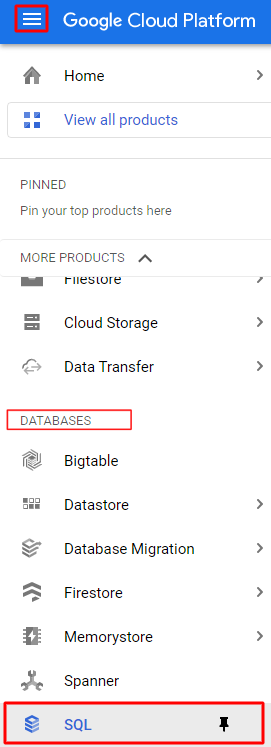 Google Cloud Platform
Home
View all products
PINNED
Pin your top products here
MORE PRODUCTS
Filestore
Cloud Storage
Data Transfer
DATABASES
Bigtable
Datastore
Database Migration
Firestore
Memorystore
Spanner
SQL